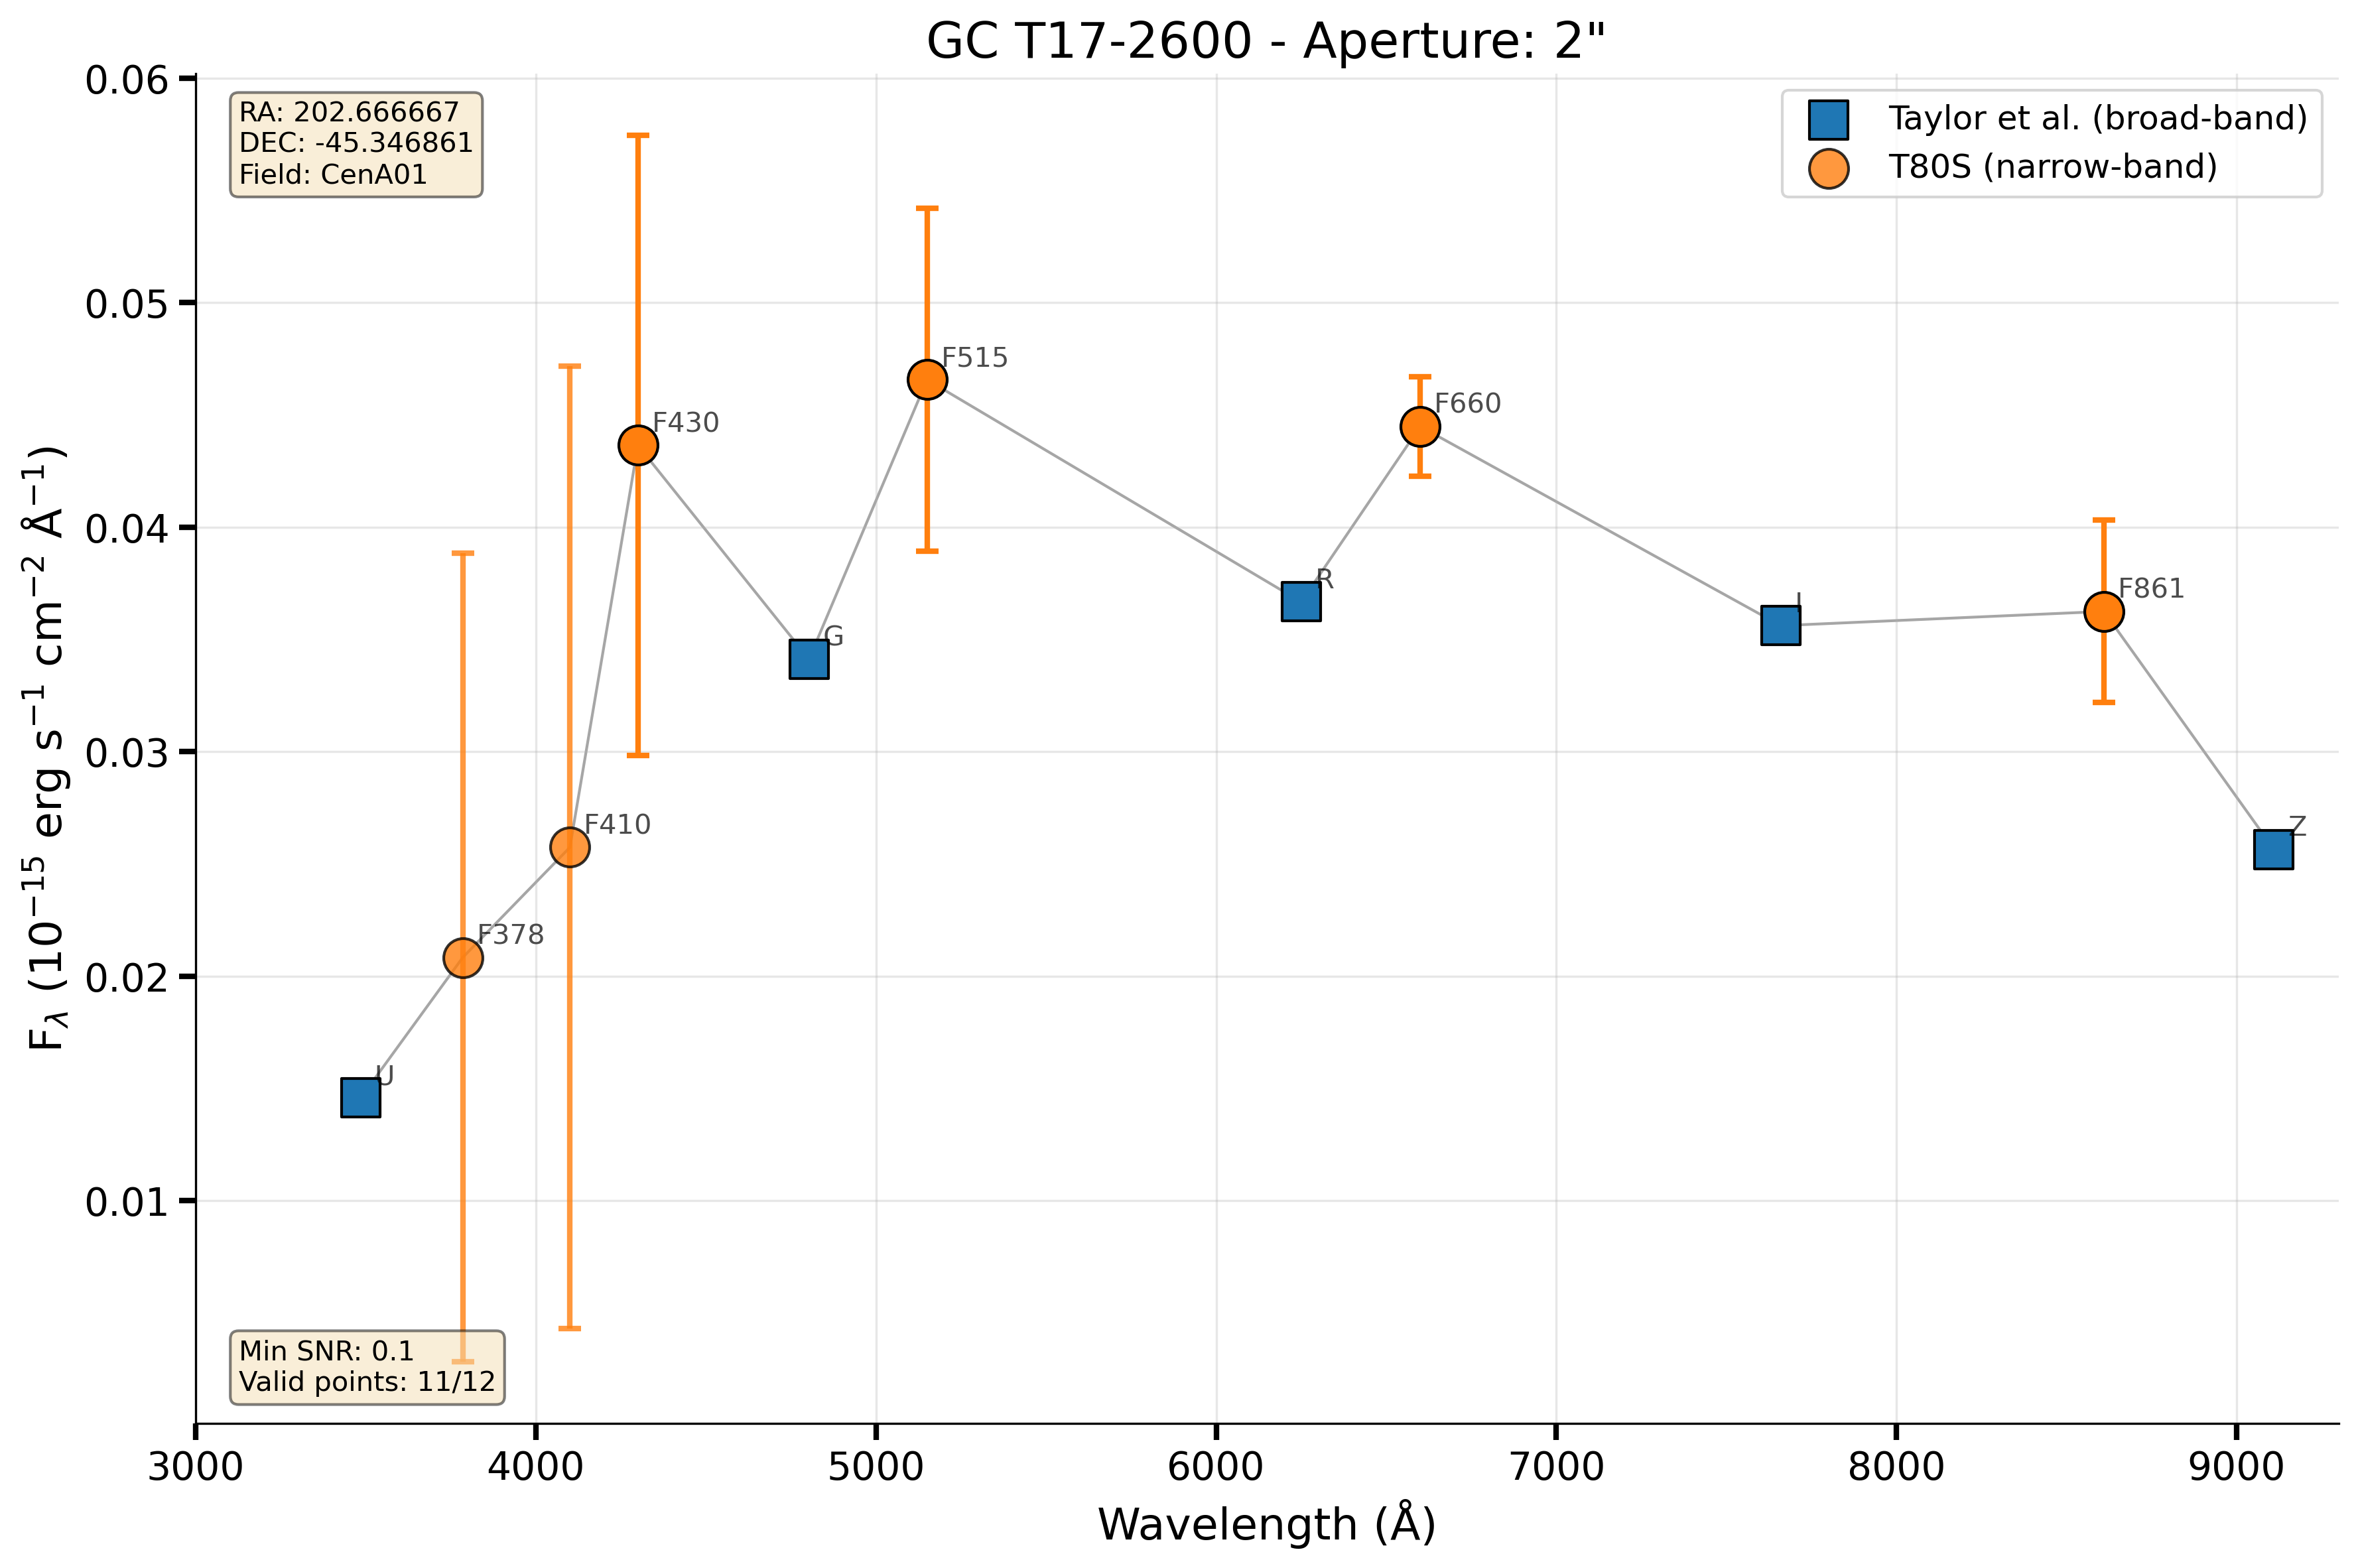 GC T17-2600 - Aperture: 2"
RA: 202.666667
DEC: -45.346861
Field: CenA01
Taylor et al. (broad-band)
T80S (narrow-band)
F_λ (10⁻¹⁵ erg s⁻¹ cm⁻² Å⁻¹)
0.06
0.05
0.04
0.03
0.02
0.01
U
F378
F410
F430
G
F515
R
F660
I
F861
Z
Min SNR: 0.1
Valid points: 11/12
3000 4000 5000 6000 7000 8000 9000
Wavelength (Å)